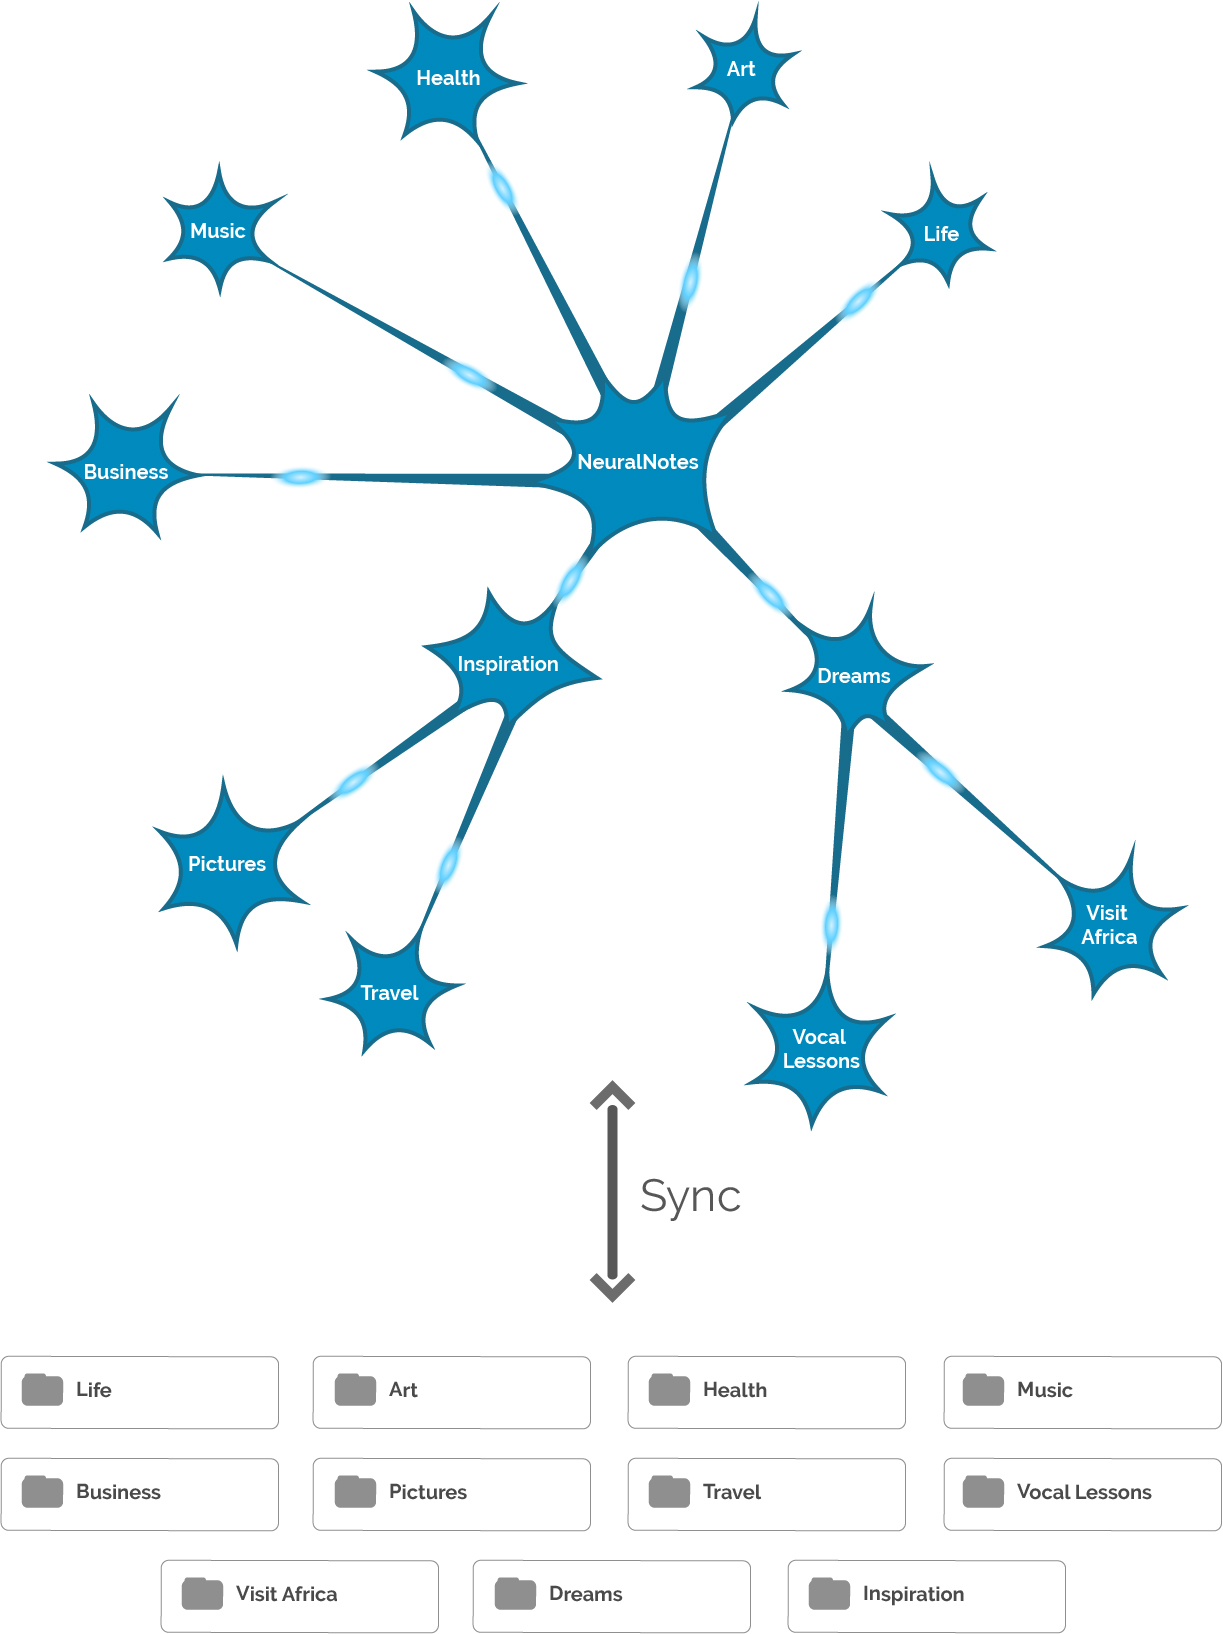 Health
Art
Music
Life
NeuralNotes
Business
Inspiration
Dreams
Pictures
Visit
Africa
Travel
Vocal
Lessons
Sync
Life
Art
Health
Music
Business
Pictures
Travel
Vocal Lessons
Visit Africa
Dreams
Inspiration